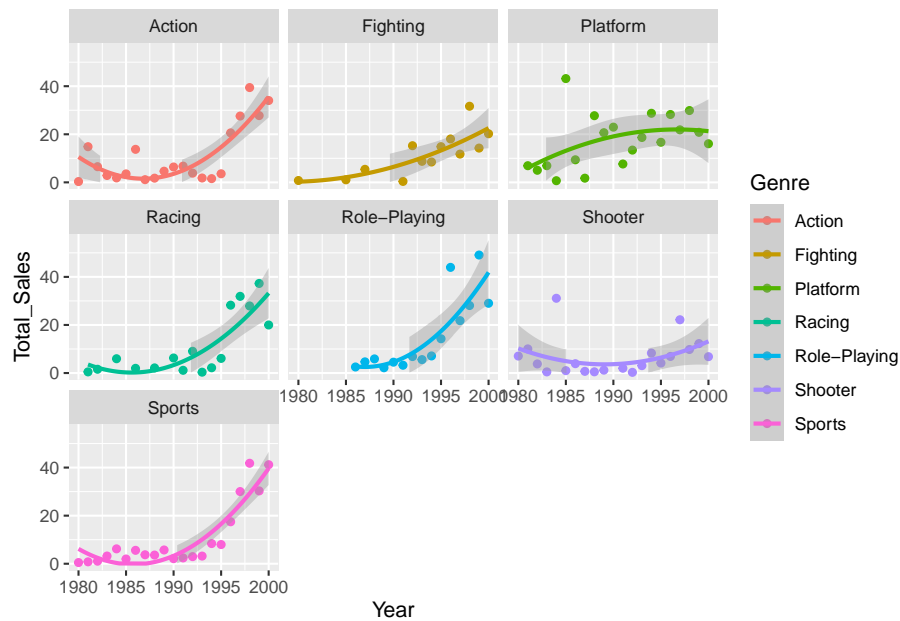 Action Fighting Platform
40
20
0
Racing Role−Playing Shooter
40
20
0
1980 1985 1990 1995 2000 1980 1985 1990 1995 2000
Sports
40
20
0
1980 1985 1990 1995 2000
Year
Total_Sales
Genre
Action
Fighting
Platform
Racing
Role−Playing
Shooter
Sports